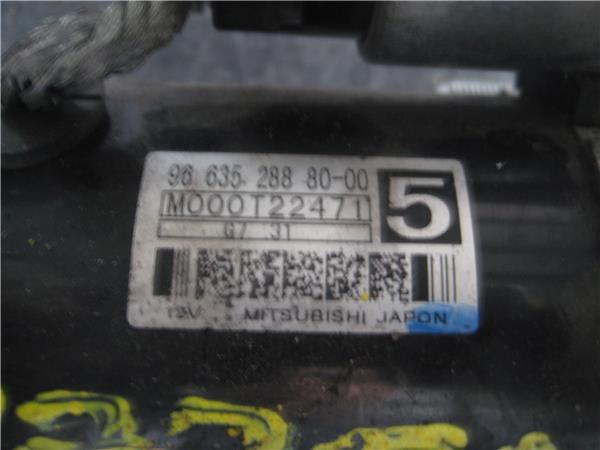 96 635 288 80-00
M000T22471
5
G7 31
12V MITSUBISHI JAPON